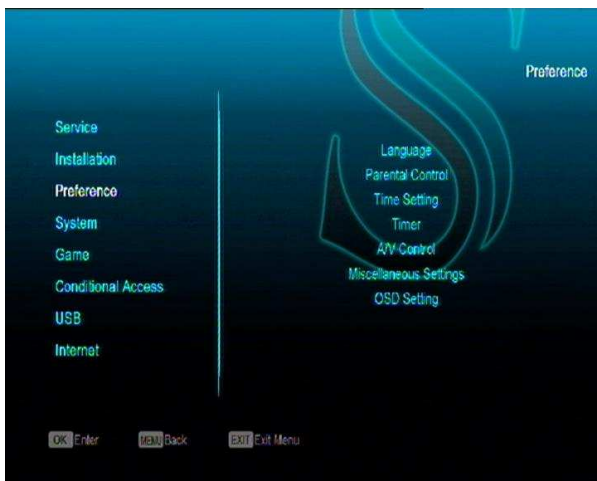 Preference
Service
Installation
Preference
System
Game
Conditional Access
USB
Internet
Language
Parental Control
Time Setting
Timer
A/V Control
Miscellaneous Settings
OSD Setting
OK Enter
MENU Back
EXIT Exit Menu